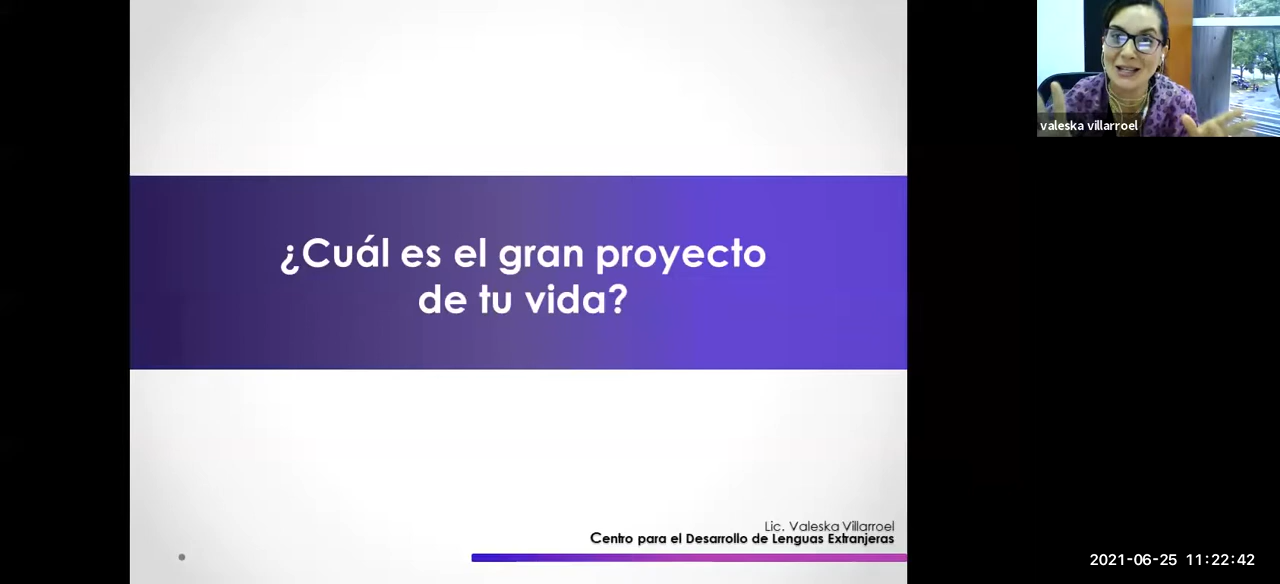 valeska villarroel
¿Cuál es el gran proyecto
de tu vida?
Lic. Valeska Villarroel
Centro para el Desarrollo de Lenguas Extranjeras
2021-06-25 11:22:42